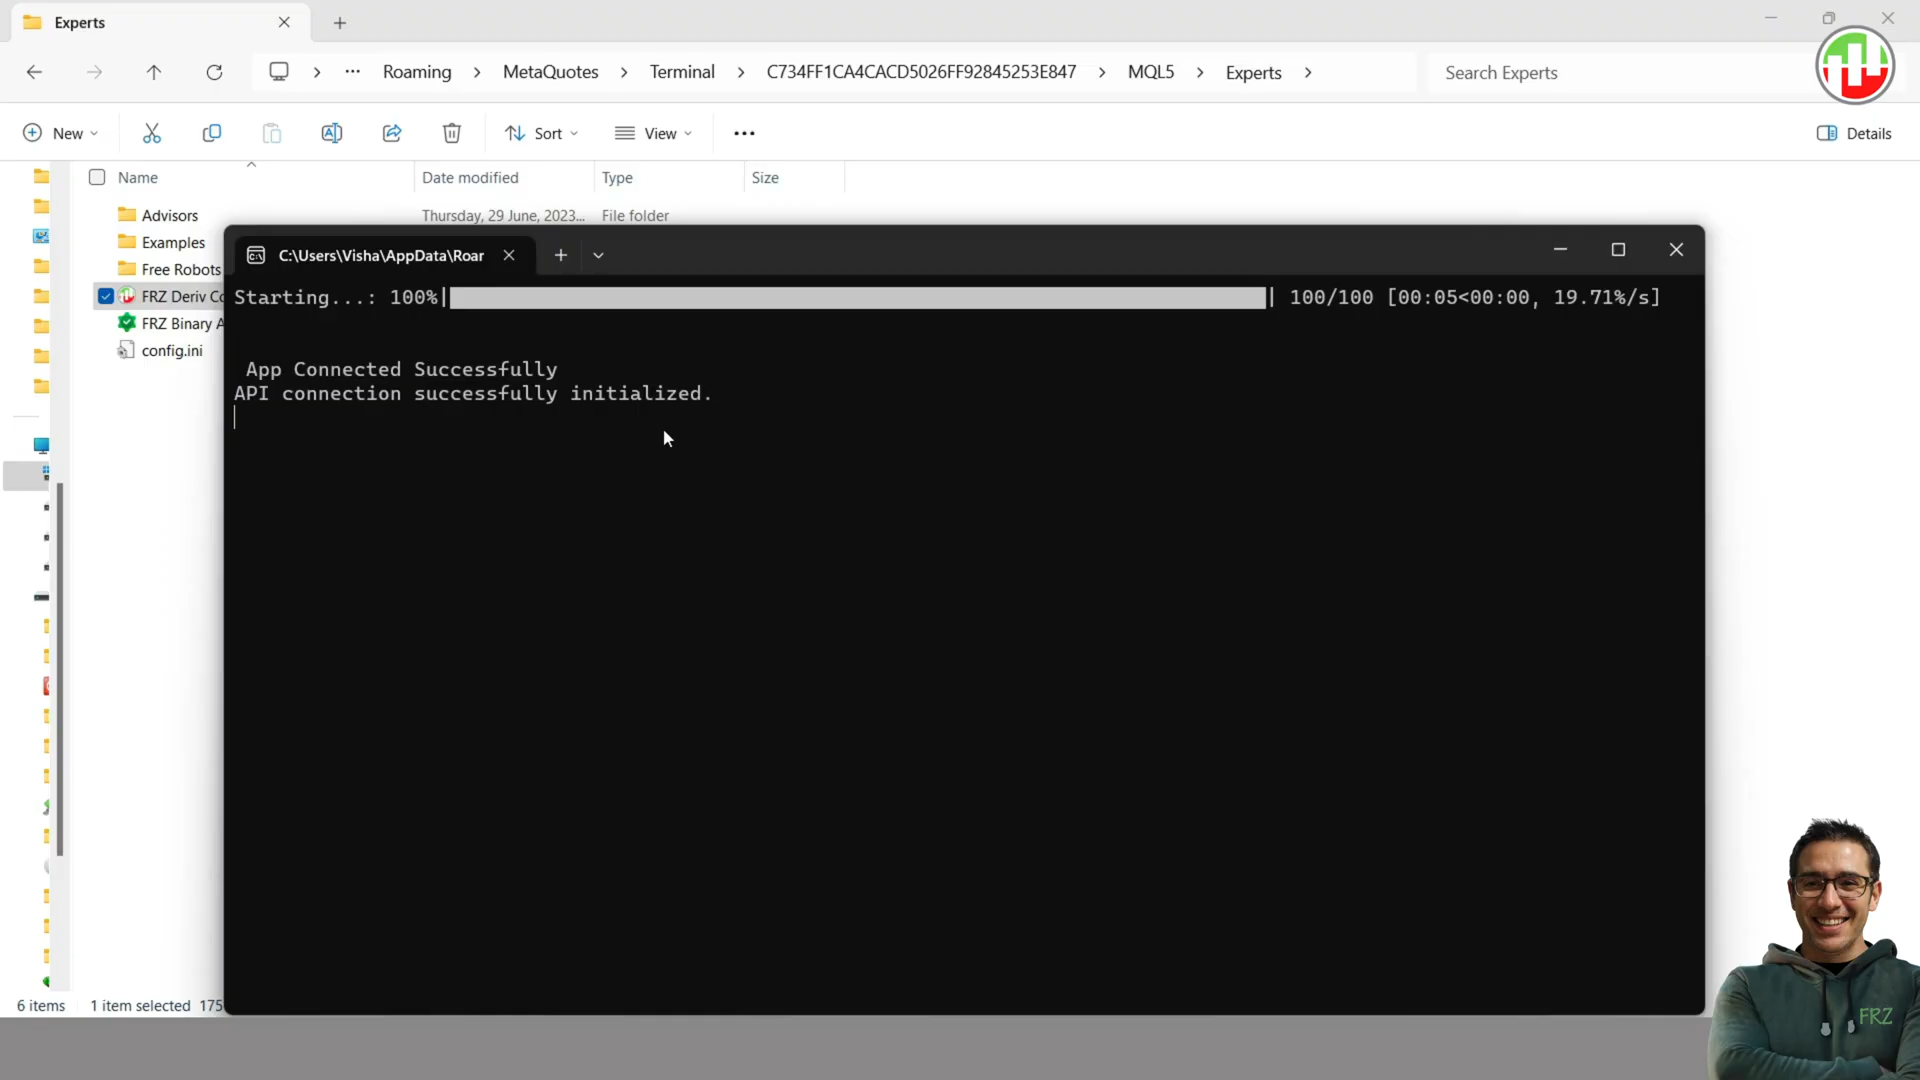 Experts
Roaming > MetaQuotes > Terminal > C734FF1CA4CACD5026FF92845253E847 > MQL5 > Experts >
Search Experts
New
Sort
View
Details
Name
Date modified
Type
Size
Advisors
Thursday, 29 June, 2023...
File folder
Examples
Free Robots
FRZ Deriv Co
FRZ Binary A
config.ini
C:\Users\Visha\AppData\Roar
Starting...: 100%| | 100/100 [00:05<00:00, 19.71%/s]
App Connected Successfully
API connection successfully initialized.
6 items
1 item selected
175
FRZ